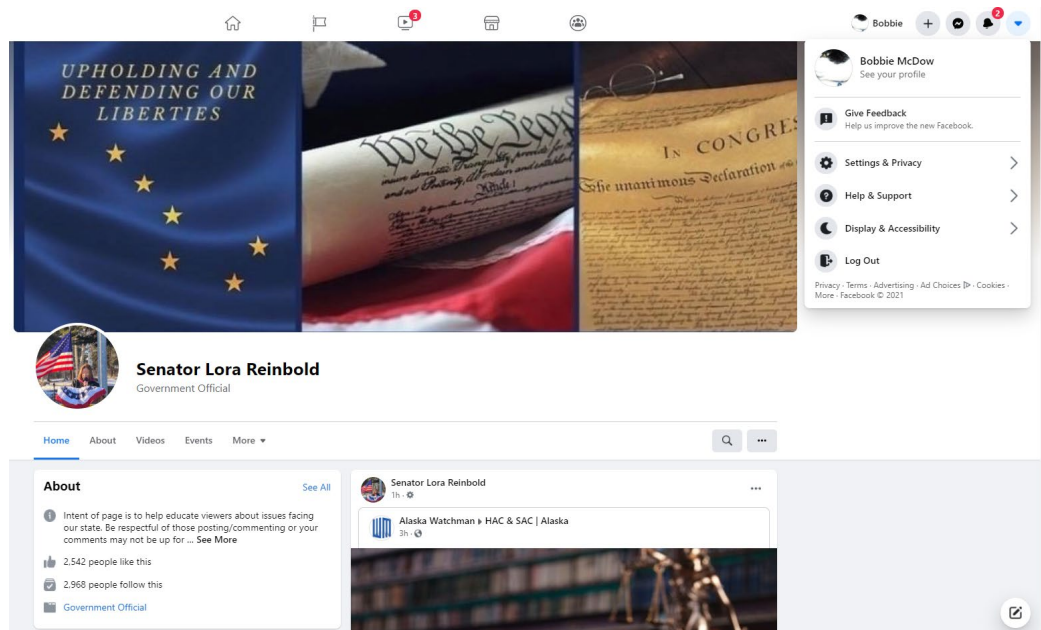 3
Bobbie
2
UPHOLDING AND
DEFENDING OUR
LIBERTIES
We the People
IN CONGRES
The unanimous Declaration
Article 1
Bobbie McDow
See your profile
Give Feedback
Help us improve the new Facebook.
Settings & Privacy
Help & Support
Display & Accessibility
Log Out
Privacy · Terms · Advertising · Ad Choices · Cookies ·
More · Facebook © 2021
Senator Lora Reinbold
Government Official
Home About Videos Events More
About
See All
Intent of page is to help educate viewers about issues facing
our state. Be respectful of those posting/commenting or your
comments may not be up for ... See More
2,542 people like this
2,968 people follow this
Government Official
Senator Lora Reinbold
1h ·
Alaska Watchman ▸ HAC & SAC | Alaska
3h ·